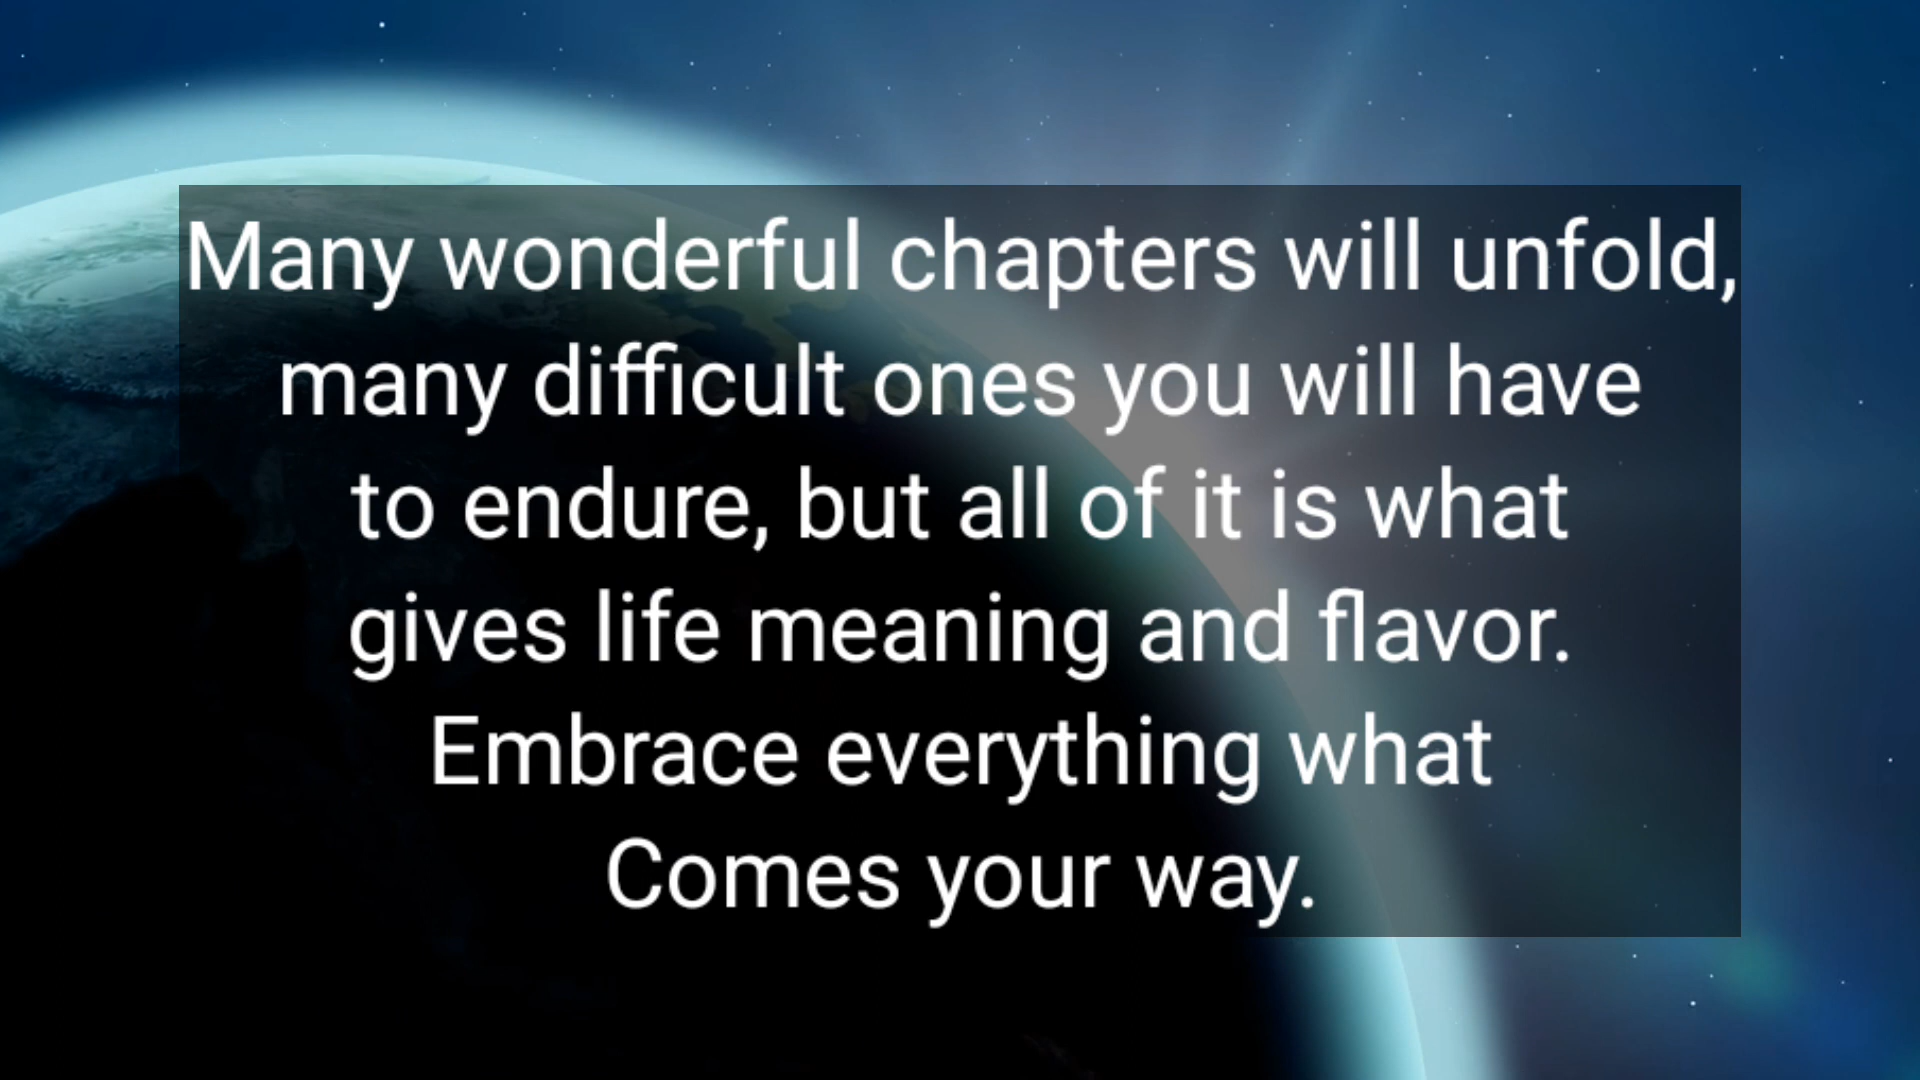 Many wonderful chapters will unfold,
many difficult ones you will have
to endure, but all of it is what
gives life meaning and flavor.
Embrace everything what
Comes your way.